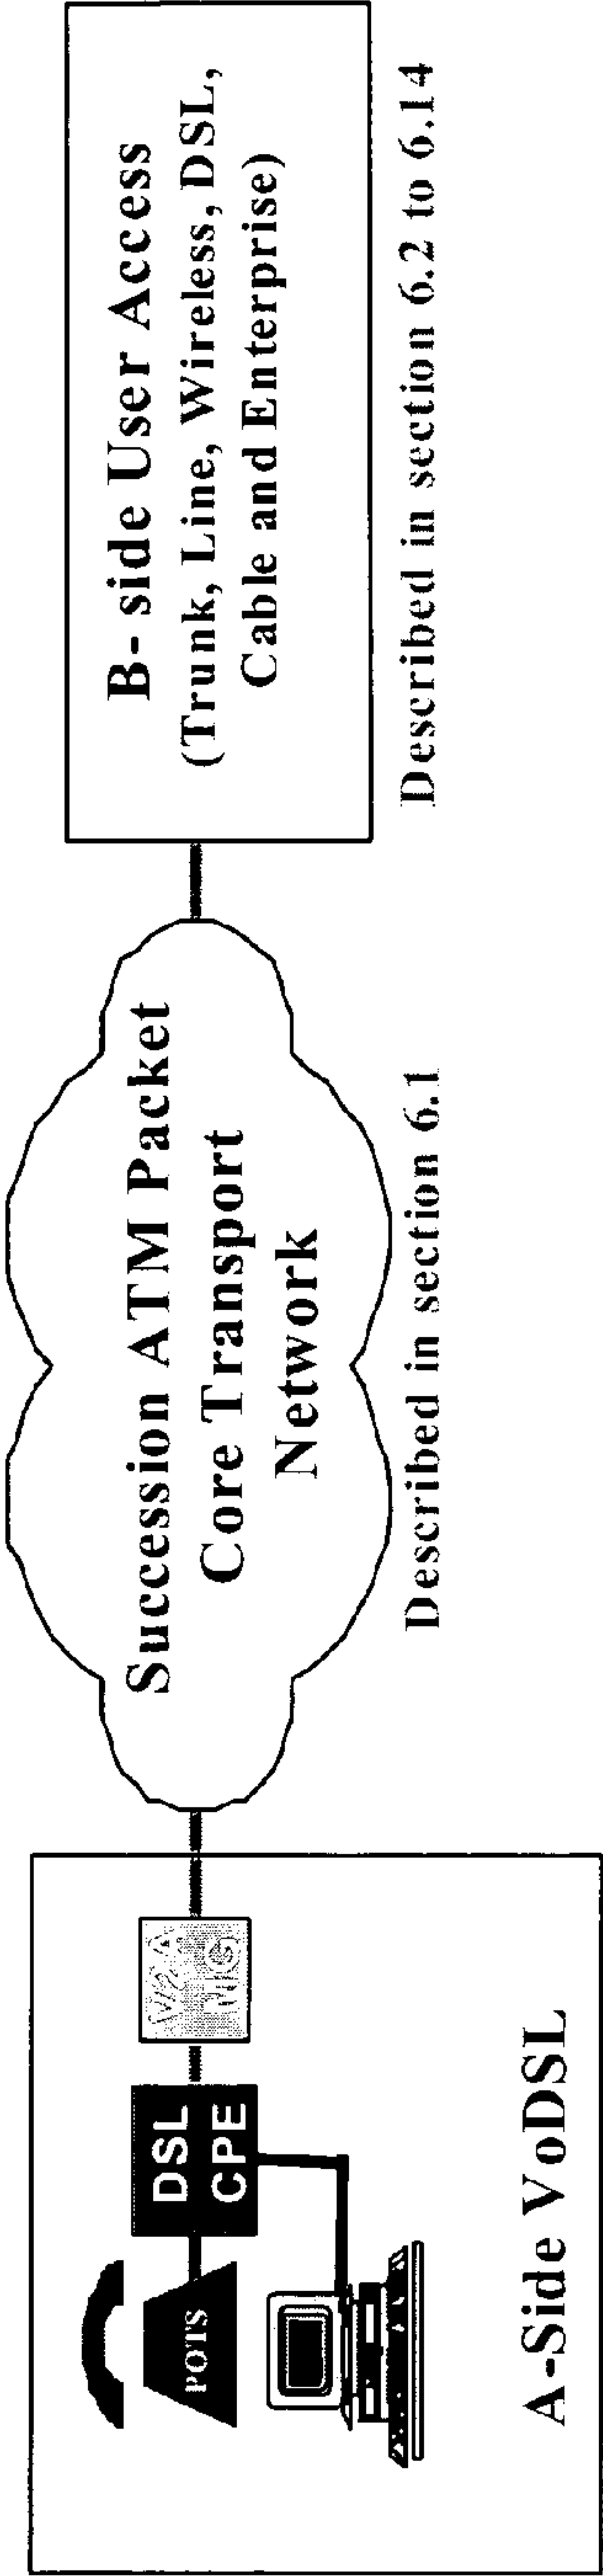 POTS
DSL
CPE
MG
A-Side VoDSL
Succession ATM Packet
Core Transport
Network
Described in section 6.1
B-side User Access
(Trunk, Line, Wireless, DSL,
Cable and Enterprise)
Described in section 6.2 to 6.14